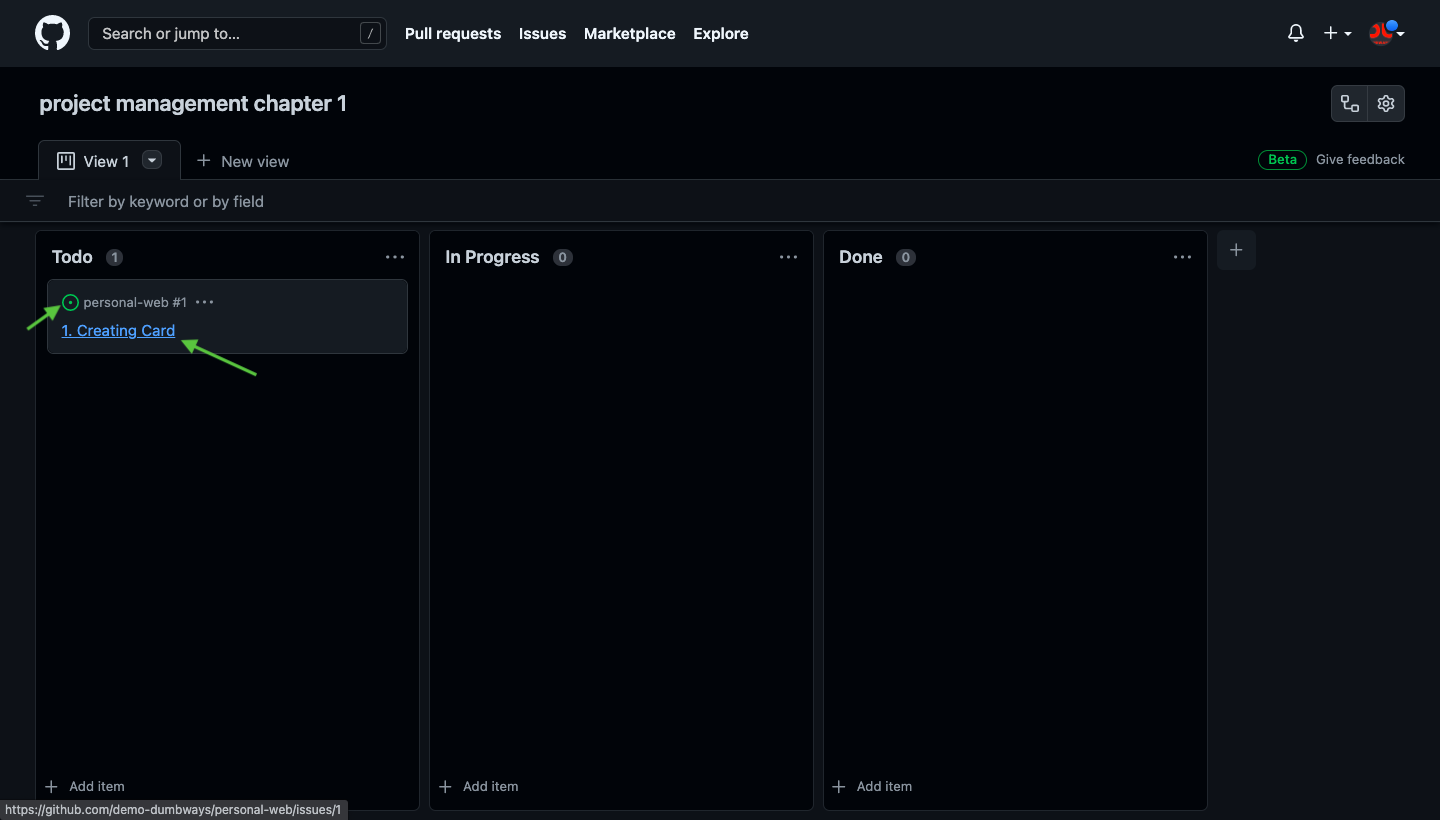 Search or jump to... / Pull requests Issues Marketplace Explore
project management chapter 1
View 1 New view Beta Give feedback
Filter by keyword or by field
Todo 1 In Progress 0 Done 0
personal-web #1
1. Creating Card
Add item Add item Add item
https://github.com/demo-dumbways/personal-web/issues/1